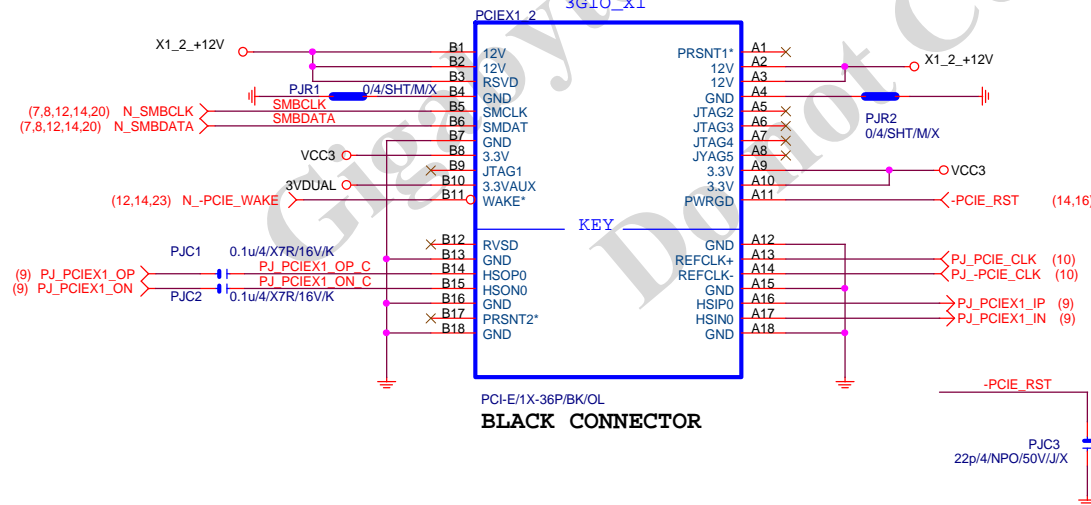 3GIO_X1
PCIEX1_2
X1_2_+12V
B1 12V PRSNT1* A1
B2 12V 12V A2 X1_2_+12V
B3 RSVD 12V A3
PJR1 0/4/SHT/M/X B4 GND GND A4
(7,8,12,14,20) N_SMBCLK SMBCLK B5 SMCLK JTAG2 A5
(7,8,12,14,20) N_SMBDATA SMBDATA B6 SMDAT JTAG3 A6 PJR2
B7 GND JTAG4 A7 0/4/SHT/M/X
VCC3 B8 3.3V JYAG5 A8
B9 JTAG1 3.3V A9 VCC3
3VDUAL B10 3.3VAUX 3.3V A10
(12,14,23) N_-PCIE_WAKE B11 WAKE* PWRGD A11 -PCIE_RST (14,16)
KEY
B12 RVSD GND A12
PJC1 0.1u/4/X7R/16V/K B13 GND REFCLK+ A13 PJ_PCIE_CLK (10)
(9) PJ_PCIEX1_OP PJ_PCIEX1_OP_C B14 HSOP0 REFCLK- A14 PJ_-PCIE_CLK (10)
(9) PJ_PCIEX1_ON PJ_PCIEX1_ON_C B15 HSON0 GND A15
PJC2 0.1u/4/X7R/16V/K B16 GND HSIP0 A16 PJ_PCIEX1_IP (9)
B17 PRSNT2* HSIN0 A17 PJ_PCIEX1_IN (9)
B18 GND GND A18
-PCIE_RST
PCI-E/1X-36P/BK/OL
BLACK CONNECTOR
PJC3
22p/4/NPO/50V/J/X
Gigabyt
Do not C